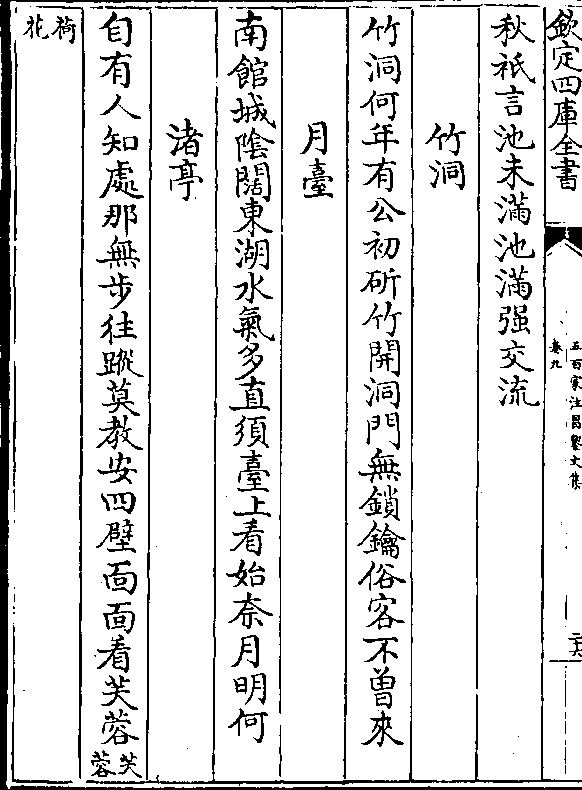 欽定四庫全書
五百家注昌黎文集
卷九
二六
秋祇言池未滿池滿强交流
竹洞
竹洞何年有公初斫竹開洞門無鎖鑰俗客不曽來
月臺
南館城陰闊東湖水氣多直須臺上看始奈月明何
渚亭
自有人知處那無步往蹤莫教安四壁面面看芙蓉芙蓉
荷花